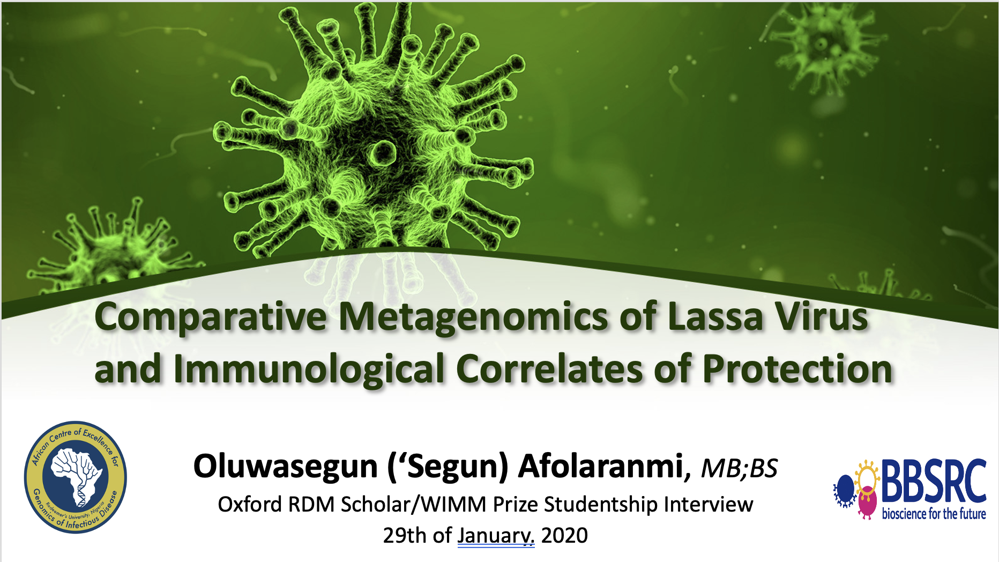 Comparative Metagenomics of Lassa Virus
and Immunological Correlates of Protection
African Centre of Excellence for
Genomics of Infectious Disease
Redeemer's University, Nigeria
Oluwasegun (‘Segun) Afolaranmi, MB;BS
Oxford RDM Scholar/WIMM Prize Studentship Interview
29th of January, 2020
BBSRC
bioscience for the future